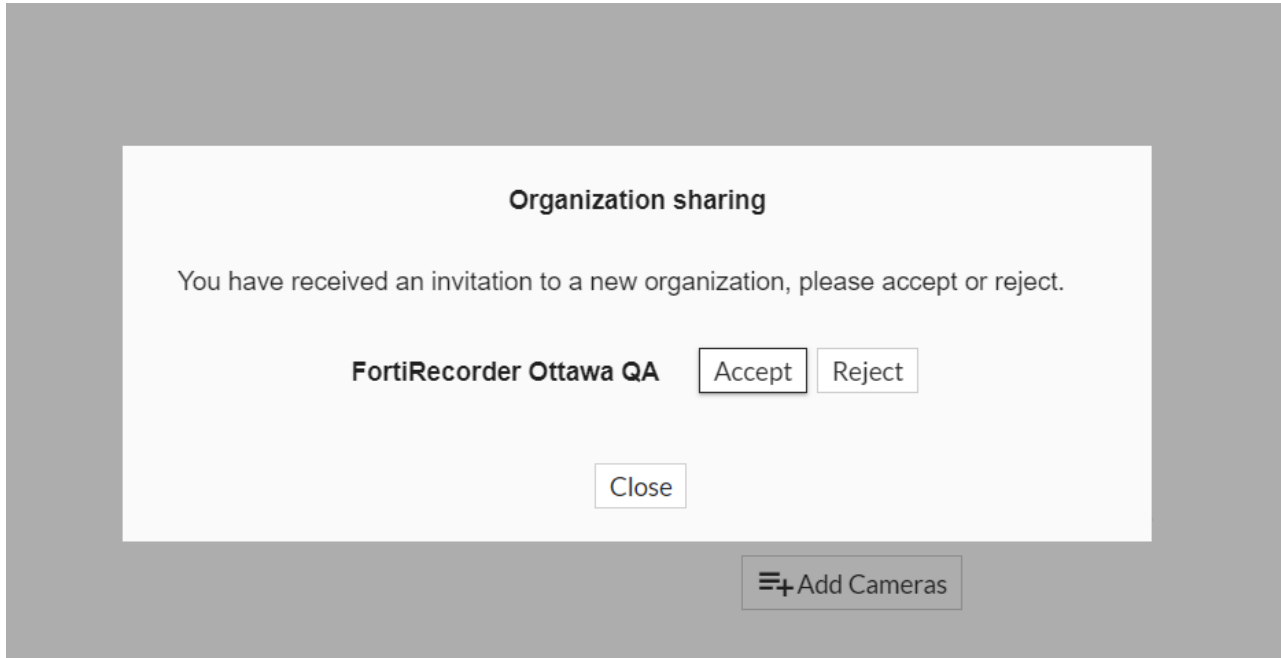 Organization sharing
You have received an invitation to a new organization, please accept or reject.
FortiRecorder Ottawa QA Accept Reject
Close
Add Cameras